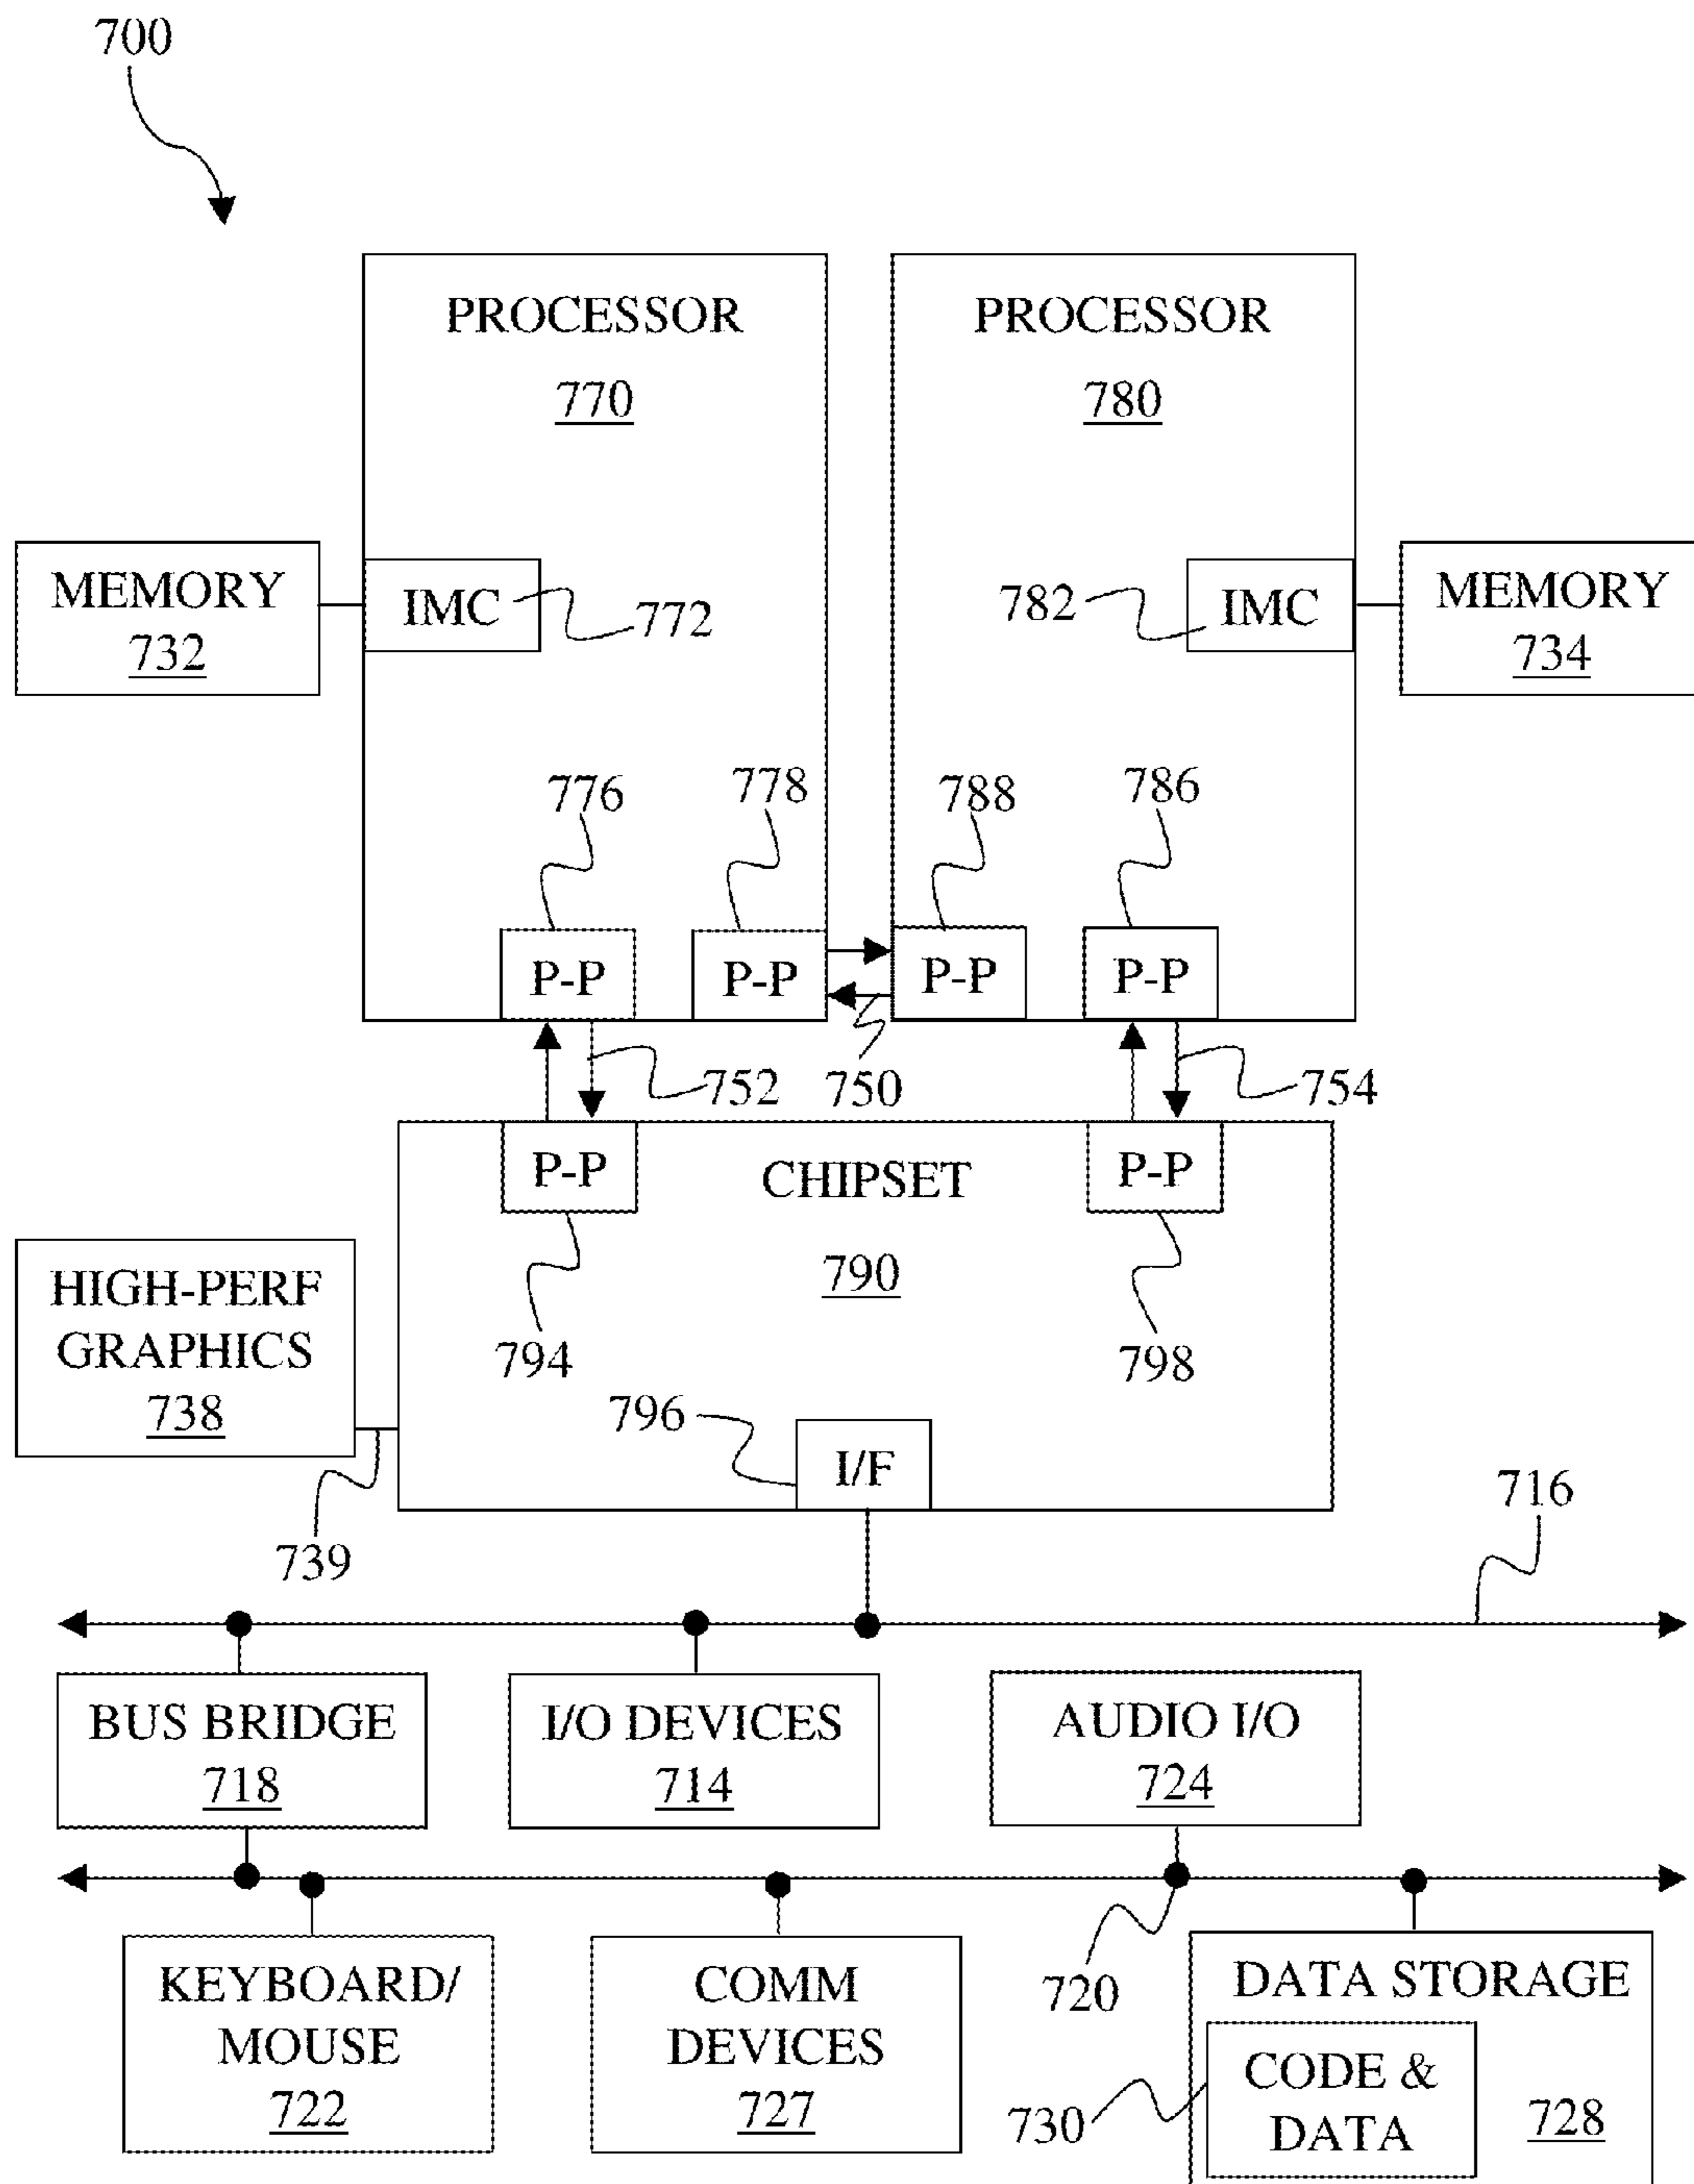 700
PROCESSOR
770
PROCESSOR
780
MEMORY
732
IMC
772
782
IMC
MEMORY
734
776
778
788
786
P-P
P-P
P-P
P-P
752
750
754
P-P
CHIPSET
P-P
790
HIGH-PERF
GRAPHICS
738
794
798
796
I/F
739
716
BUS BRIDGE
718
I/O DEVICES
714
AUDIO I/O
724
KEYBOARD/
MOUSE
722
COMM
DEVICES
727
720
DATA STORAGE
CODE &
DATA
730
728